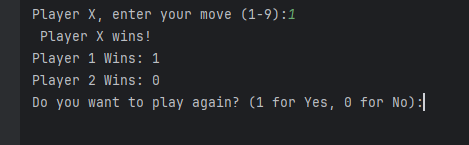 Player X, enter your move (1-9):1
Player X wins!
Player 1 Wins: 1
Player 2 Wins: 0
Do you want to play again? (1 for Yes, 0 for No):